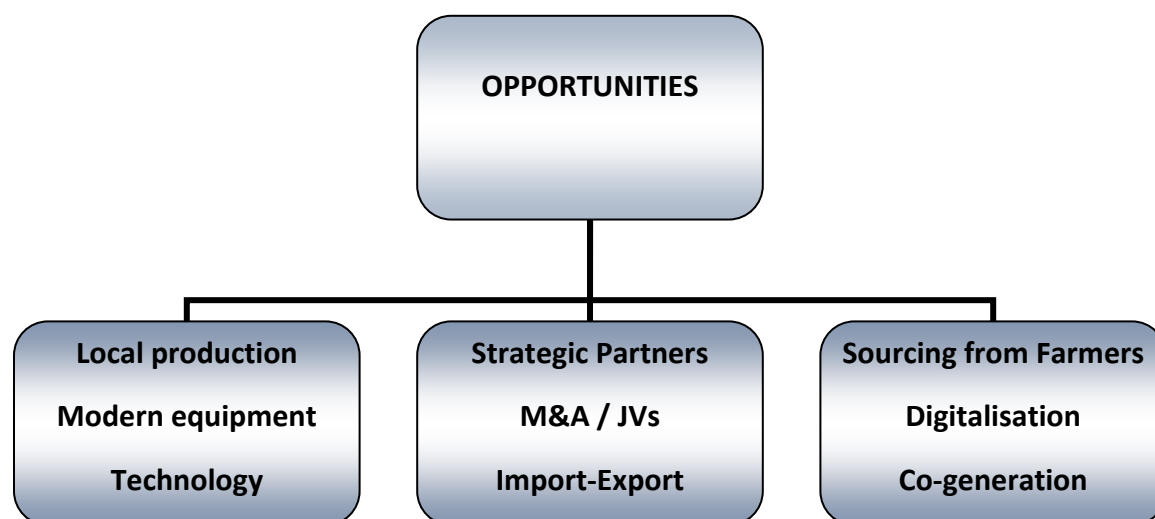 OPPORTUNITIES
Local production
Modern equipment
Technology
Strategic Partners
M&A / JVs
Import-Export
Sourcing from Farmers
Digitalisation
Co-generation